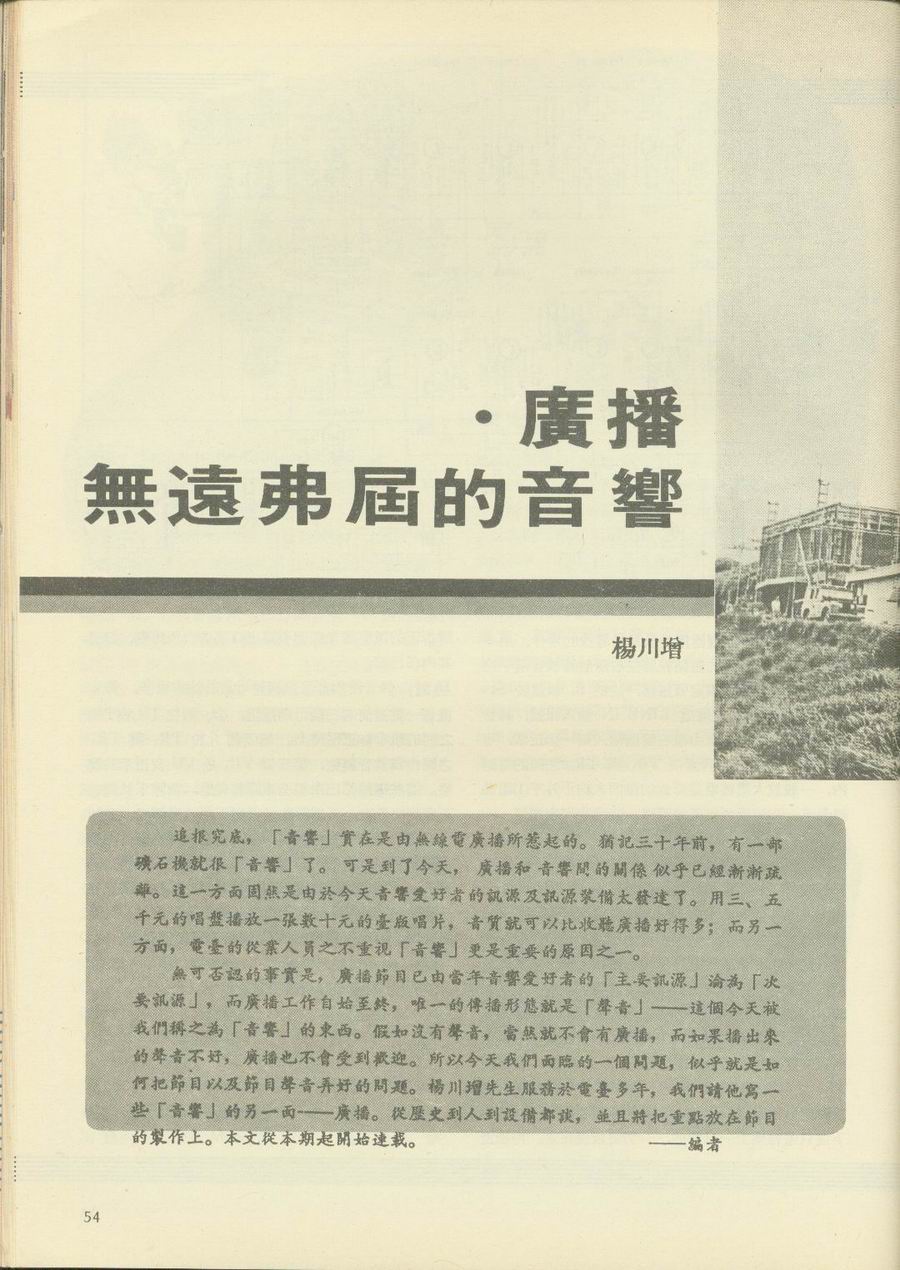 ·廣播
無遠弗屆的音響
楊川增
追根究底，「音響」實在是由無線電廣播所惹起的。猶記三十年前，有一部
礦石機就很「音響」了。可是到了今天，廣播和音響間的關係似乎已經漸漸疏
離。這一方面固然是由於今天音響愛好者的訊源及訊源裝備太發達了。用三、五
千元的唱盤播放一張數十元的臺版唱片，音質就可以比收聽廣播好得多；而另一
方面，電臺的從業人員之不重視「音響」更是重要的原因之一。
無可否認的事實是，廣播節目已由當年音響愛好者的「主要訊源」淪為「次
要訊源」，而廣播工作自始至終，唯一的傳播形態就是「聲音」——這個今天被
我們稱之為「音響」的東西。假如沒有聲音，當然就不會有廣播，而如果播出來
的聲音不好，廣播也不會受到歡迎。所以今天我們面臨的一個問題，似乎就是如
何把節目以及節目聲音弄好的問題。楊川增先生服務於電臺多年，我們請他寫一
些「音響」的另一面——廣播。從歷史到人到設備都談，並且將把重點放在節目
的製作上。本文從本期起開始連載。 ——編者
54